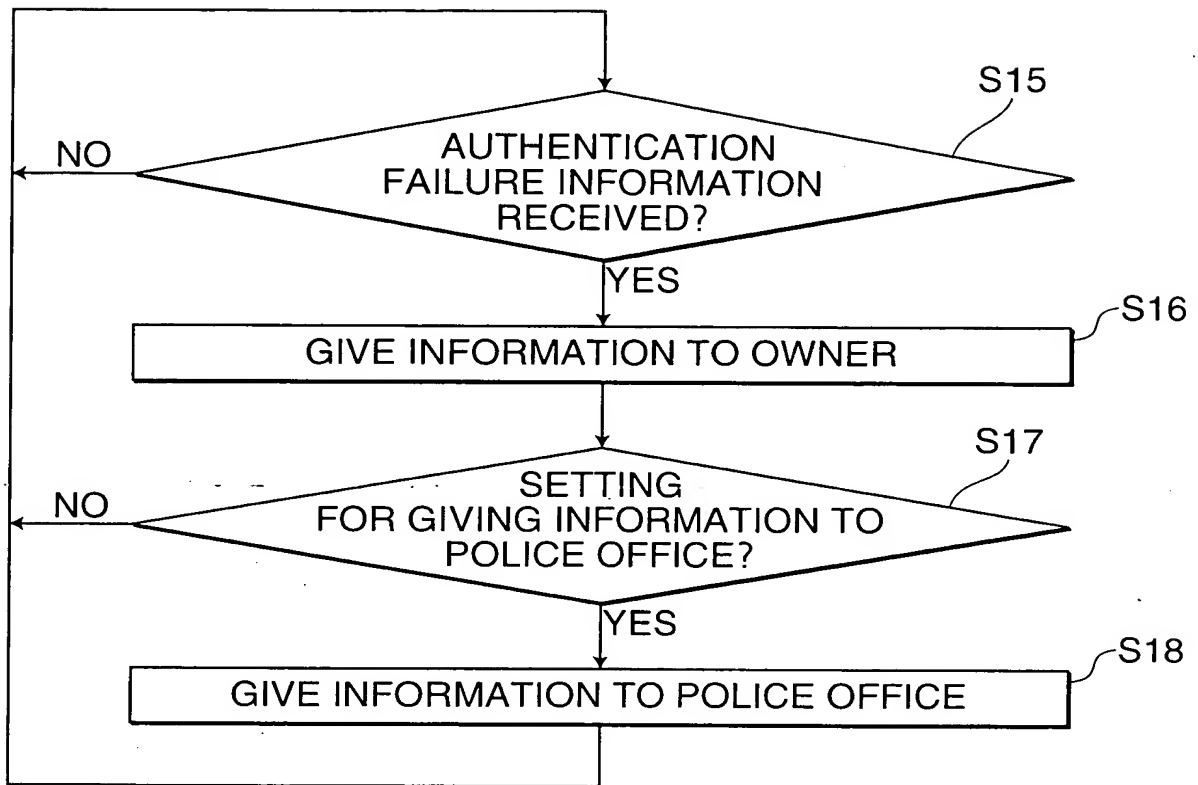 S15
AUTHENTICATION
FAILURE INFORMATION
RECEIVED?
NO
YES
S16
GIVE INFORMATION TO OWNER
S17
SETTING
FOR GIVING INFORMATION TO
POLICE OFFICE?
NO
YES
S18
GIVE INFORMATION TO POLICE OFFICE